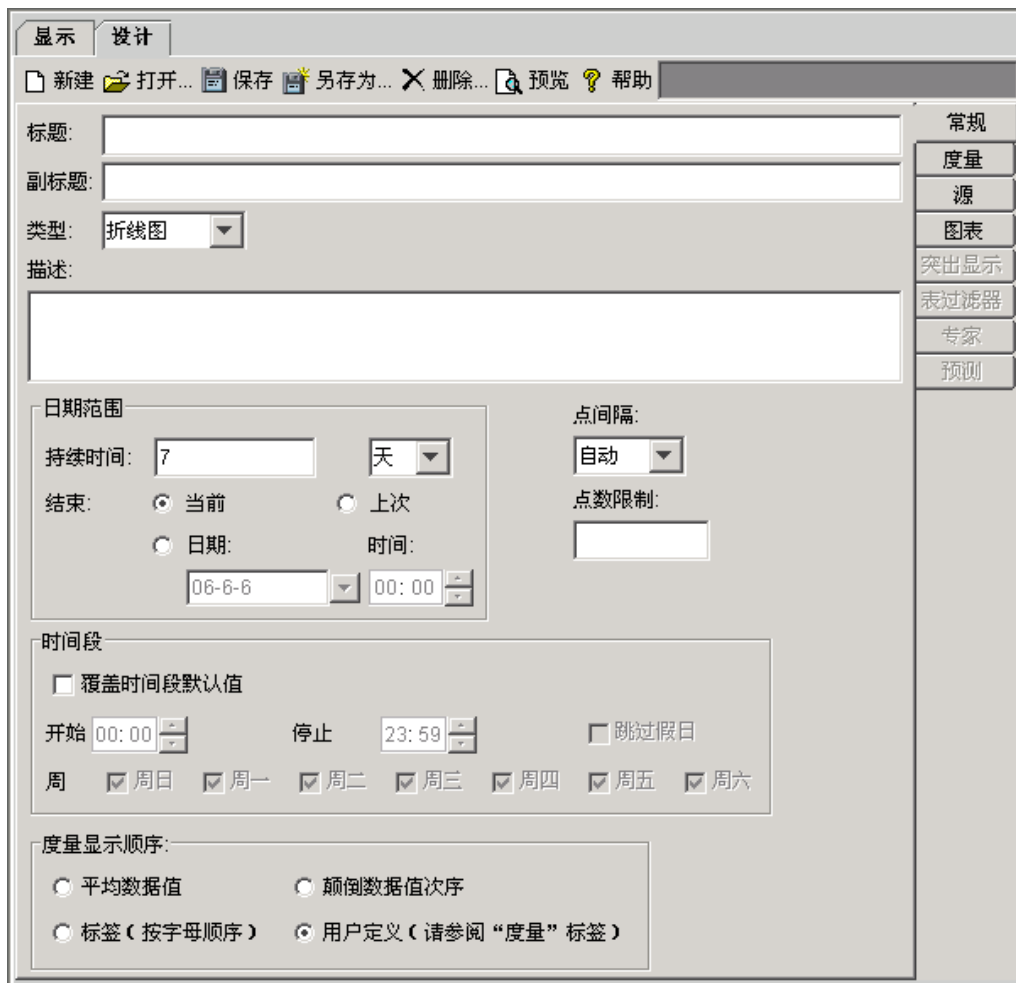 显示 设计
新建 打开... 保存 另存为... 删除... 预览 帮助
标题:
副标题:
类型: 折线图
描述:
常规
度量
源
图表
突出显示
表过滤器
专家
预测
日期范围
持续时间: 7 天
结束: 当前 上次
日期: 时间:
06-6-6 00:00
点间隔:
自动
点数限制:
时间段
覆盖时间段默认值
开始 00:00 停止 23:59 跳过假日
周 周日 周一 周二 周三 周四 周五 周六
度量显示顺序:
平均数据值 颠倒数据值次序
标签(按字母顺序) 用户定义(请参阅“度量”标签)